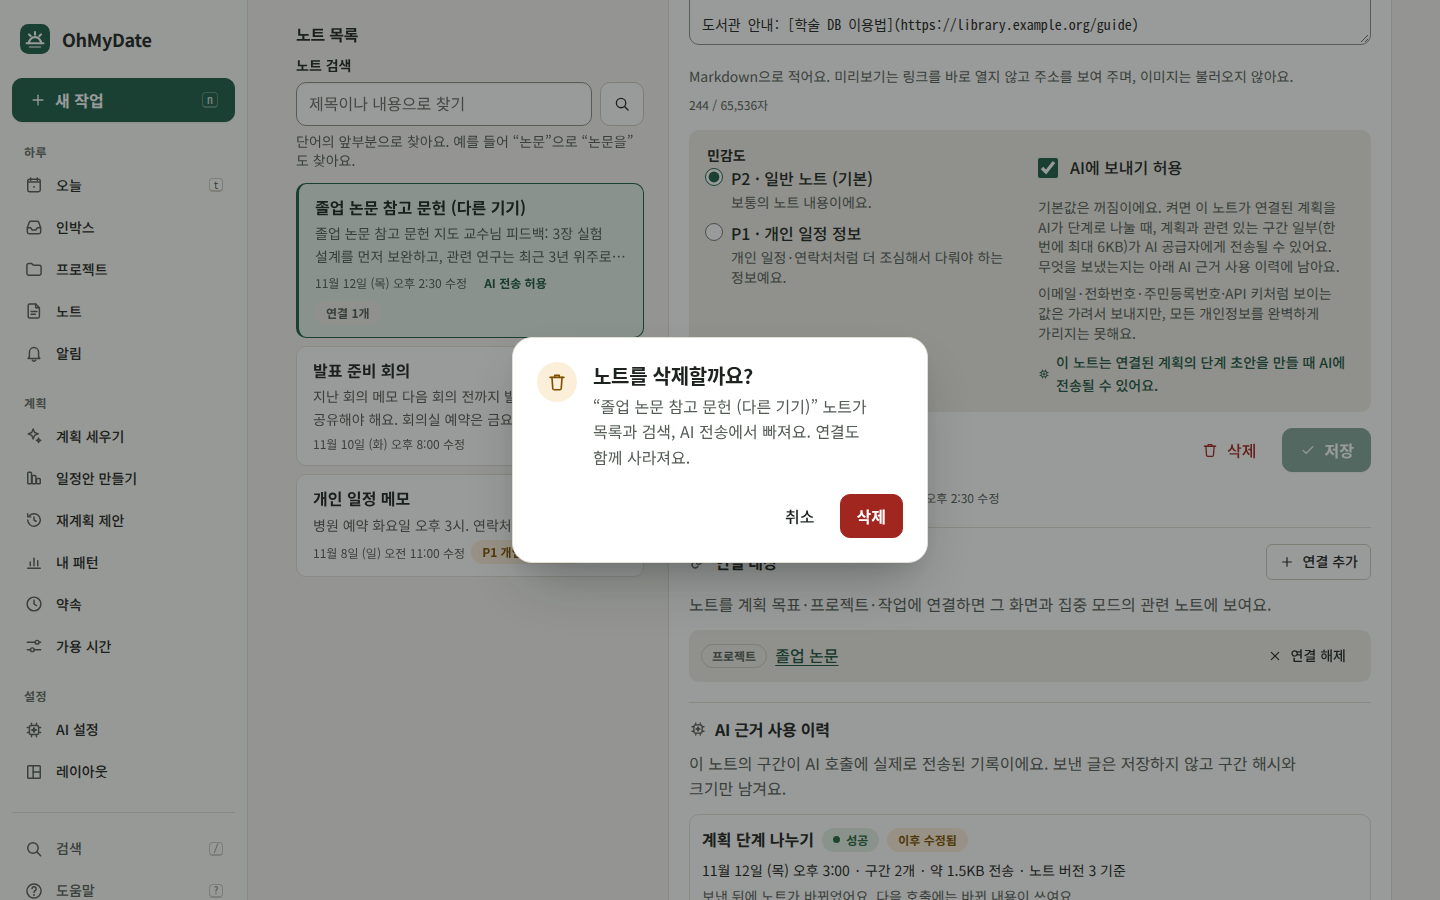 OhMyDate
새 작업
n
하루
오늘
t
인박스
프로젝트
노트
알림
계획
계획 세우기
일정안 만들기
재계획 제안
내 패턴
약속
가용 시간
설정
AI 설정
레이아웃
검색
/
도움말
?
노트 목록
노트 검색
제목이나 내용으로 찾기
단어의 앞부분으로 찾아요. 예를 들어 “논문”으로 “논문을”
도 찾아요.
졸업 논문 참고 문헌 (다른 기기)
졸업 논문 참고 문헌 지도 교수님 피드백: 3장 실험
설계를 먼저 보완하고, 관련 연구는 최근 3년 위주로…
11월 12일 (목) 오후 2:30 수정
AI 전송 허용
연결 1개
발표 준비 회의
지난 회의 메모 다음 회의 전까지
공유해야 해요. 회의실 예약은 금요
11월 10일 (화) 오후 8:00 수정
개인 일정 메모
병원 예약 화요일 오후 3시. 연락처
11월 8일 (일) 오전 11:00 수정
P1 개
도서관 안내: [학술 DB 이용법](https://library.example.org/guide)
Markdown으로 적어요. 미리보기는 링크를 바로 열지 않고 주소를 보여 주며, 이미지는 불러오지 않아요.
244 / 65,536자
민감도
P2 · 일반 노트 (기본)
보통의 노트 내용이에요.
P1 · 개인 일정 정보
개인 일정·연락처처럼 더 조심해서 다뤄야 하는
정보예요.
AI에 보내기 허용
기본값은 꺼짐이에요. 켜면 이 노트가 연결된 계획을
AI가 단계로 나눌 때, 계획과 관련 있는 구간 일부(한
번에 최대 6KB)가 AI 공급자에게 전송될 수 있어요.
무엇을 보냈는지는 아래 AI 근거 사용 이력에 남아요.
이메일·전화번호·주민등록번호·API 키처럼 보이는
값은 가려서 보내지만, 모든 개인정보를 완벽하게
가리지는 못해요.
이 노트는 연결된 계획의 단계 초안을 만들 때 AI에
전송될 수 있어요.
삭제
저장
오후 2:30 수정
노트를 삭제할까요?
“졸업 논문 참고 문헌 (다른 기기)” 노트가
목록과 검색, AI 전송에서 빠져요. 연결도
함께 사라져요.
취소
삭제
연결 대상
연결 추가
노트를 계획 목표·프로젝트·작업에 연결하면 그 화면과 집중 모드의 관련 노트에 보여요.
프로젝트
졸업 논문
연결 해제
AI 근거 사용 이력
이 노트의 구간이 AI 호출에 실제로 전송된 기록이에요. 보낸 글은 저장하지 않고 구간 해시와
크기만 남겨요.
계획 단계 나누기
성공
이후 수정됨
11월 12일 (목) 오후 3:00 · 구간 2개 · 약 1.5KB 전송 · 노트 버전 3 기준
보낸 뒤에 노트가 바뀌었어요. 다음 호출에는 바뀐 내용이 쓰여요.